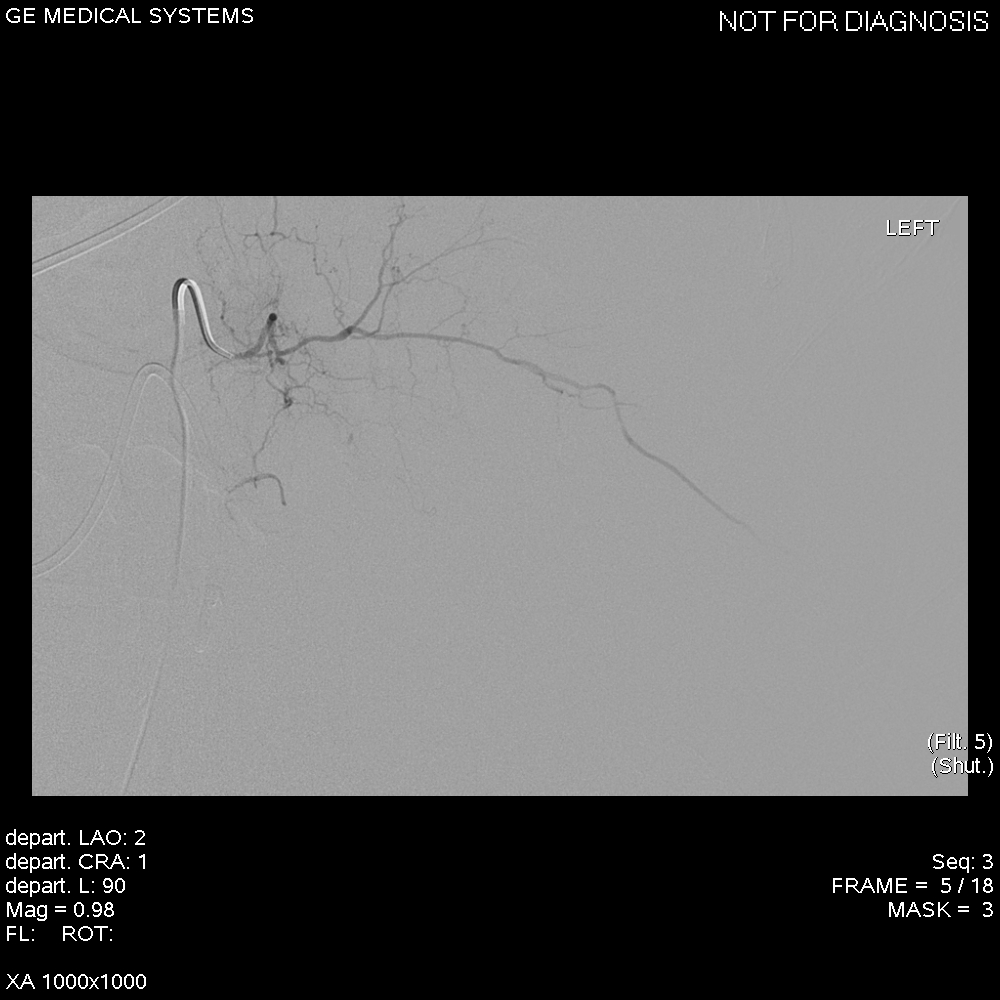 GE MEDICAL SYSTEMS
NOT FOR DIAGNOSIS
LEFT
(Filt. 5)
(Shut.)
depart. LAO: 2
depart. CRA: 1
depart. L: 90
Mag = 0.98
FL: ROT:
Seq: 3
FRAME = 5 / 18
MASK = 3
XA 1000x1000